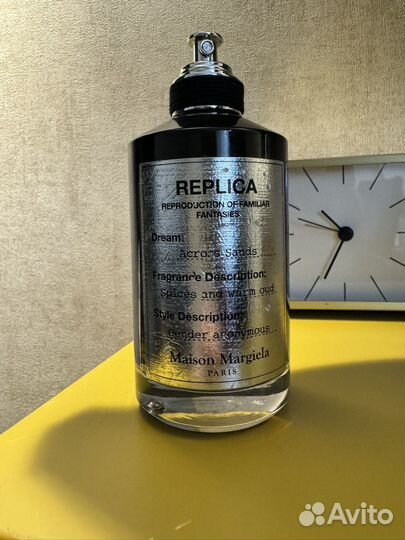 REPLICA
REPRODUCTION OF FAMILIAR
FANTASIES
Dream:
Across Sands
Fragrance Description:
Spices and warm oud
Style Description:
Gender anonymous
Maison Margiela
PARIS
Avito